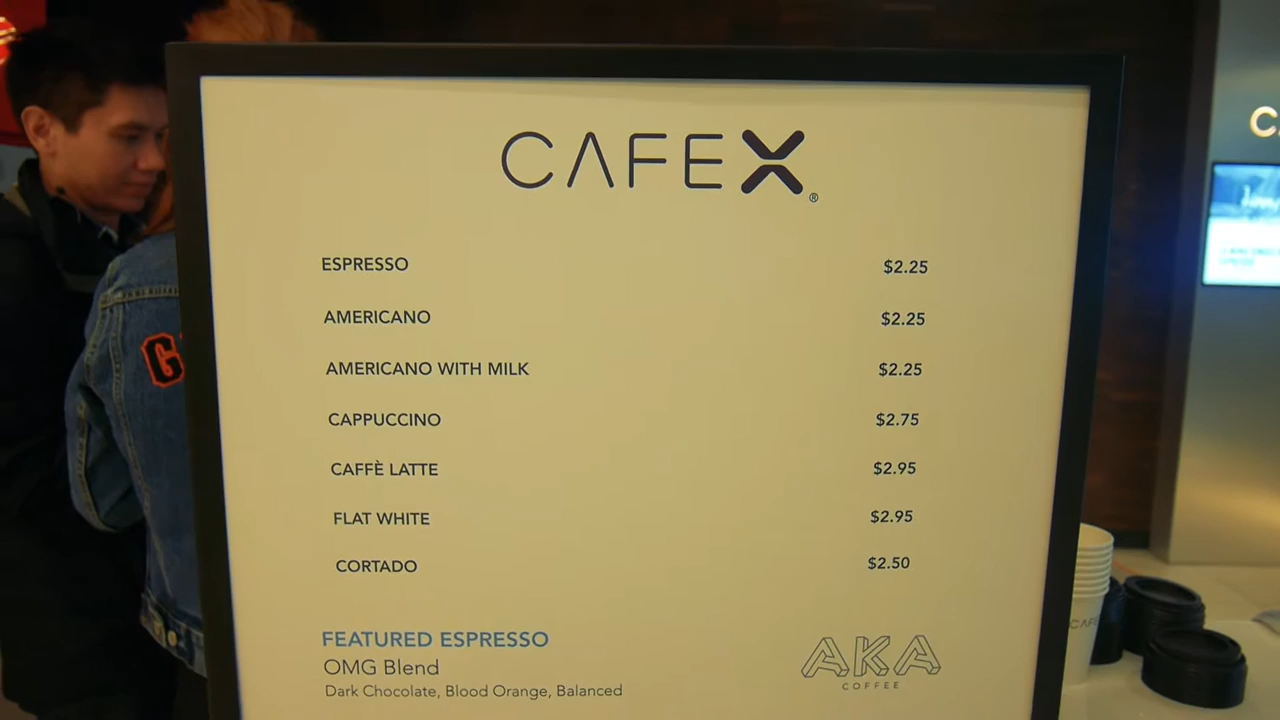 CAFEX®
ESPRESSO $2.25
AMERICANO $2.25
AMERICANO WITH MILK $2.25
CAPPUCCINO $2.75
CAFFÈ LATTE $2.95
FLAT WHITE $2.95
CORTADO $2.50
FEATURED ESPRESSO
OMG Blend
Dark Chocolate, Blood Orange, Balanced
AKA
COFFEE
G
C
CAFE